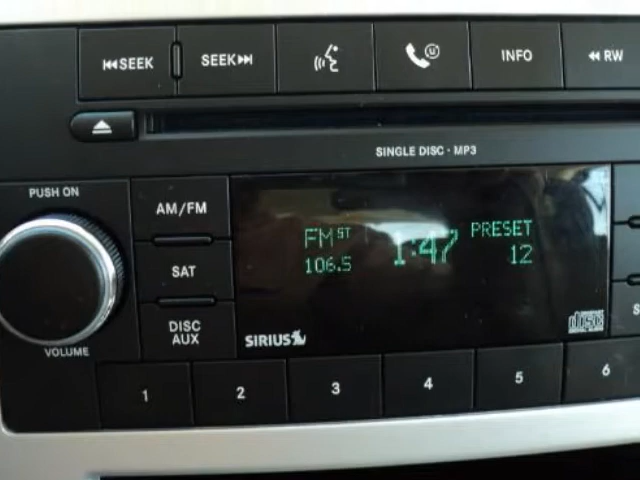 SEEK
SEEK
INFO
RW
SINGLE DISC · MP3
PUSH ON
VOLUME
AM/FM
SAT
DISC
AUX
FM ST
106.5
1:47
PRESET
12
SIRIUS
disc
1
2
3
4
5
6